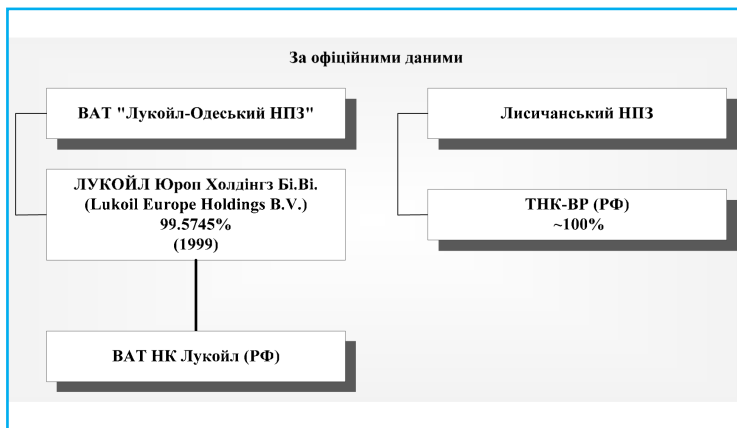 За офіційними даними
ВАТ "Лукойл-Одеський НПЗ"
ЛУКОЙЛ Юроп Холдінгз Бі.Ві.
(Lukoil Europe Holdings B.V.)
99.5745%
(1999)
ВАТ НК Лукойл (РФ)
Лисичанський НПЗ
ТНК-ВР (РФ)
~100%